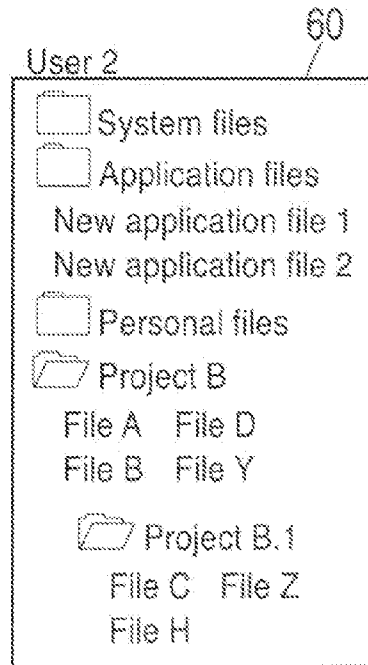 60
User 2
System files
Application files
New application file 1
New application file 2
Personal files
Project B
File A File D
File B File Y
Project B.1
File C File Z
File H